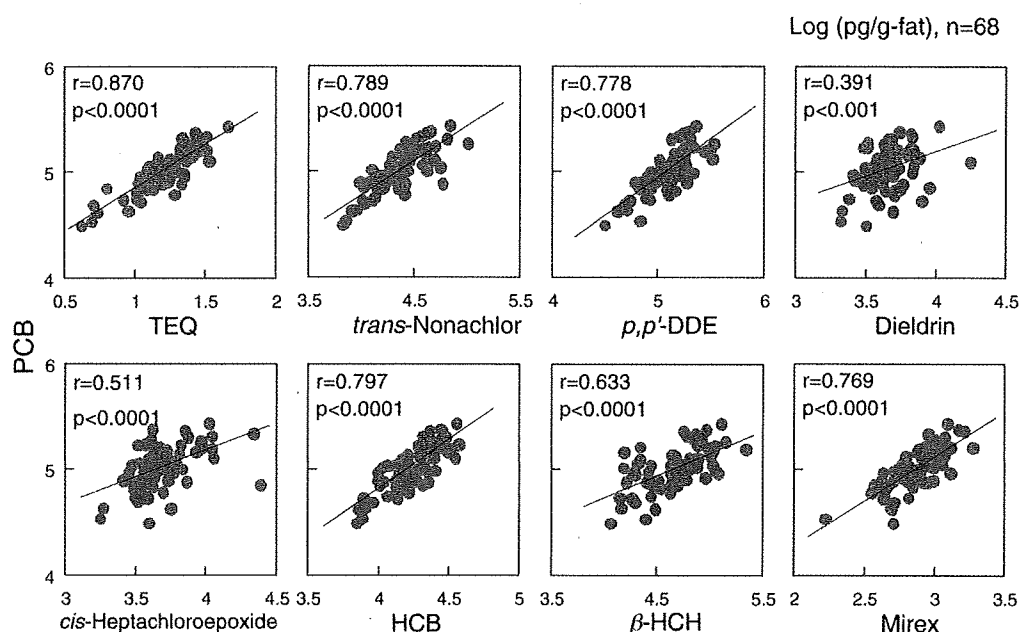 Log (pg/g-fat), n=68
6 r=0.870 r=0.789 r=0.778 r=0.391
p<0.0001 p<0.0001 p<0.0001 p<0.001
5
4
0.5 1 1.5 2 3.5 4.5 5.5 4 5 6 3 3.5 4 4.5
TEQ trans-Nonachlor p,p'-DDE Dieldrin
PCB
6 r=0.511 r=0.797 r=0.633 r=0.769
p<0.0001 p<0.0001 p<0.0001 p<0.0001
5
4
3 3.5 4 4.5 3.5 4 4.5 5 3.5 4.5 5.5 2 2.5 3 3.5
cis-Heptachloroepoxide HCB β-HCH Mirex